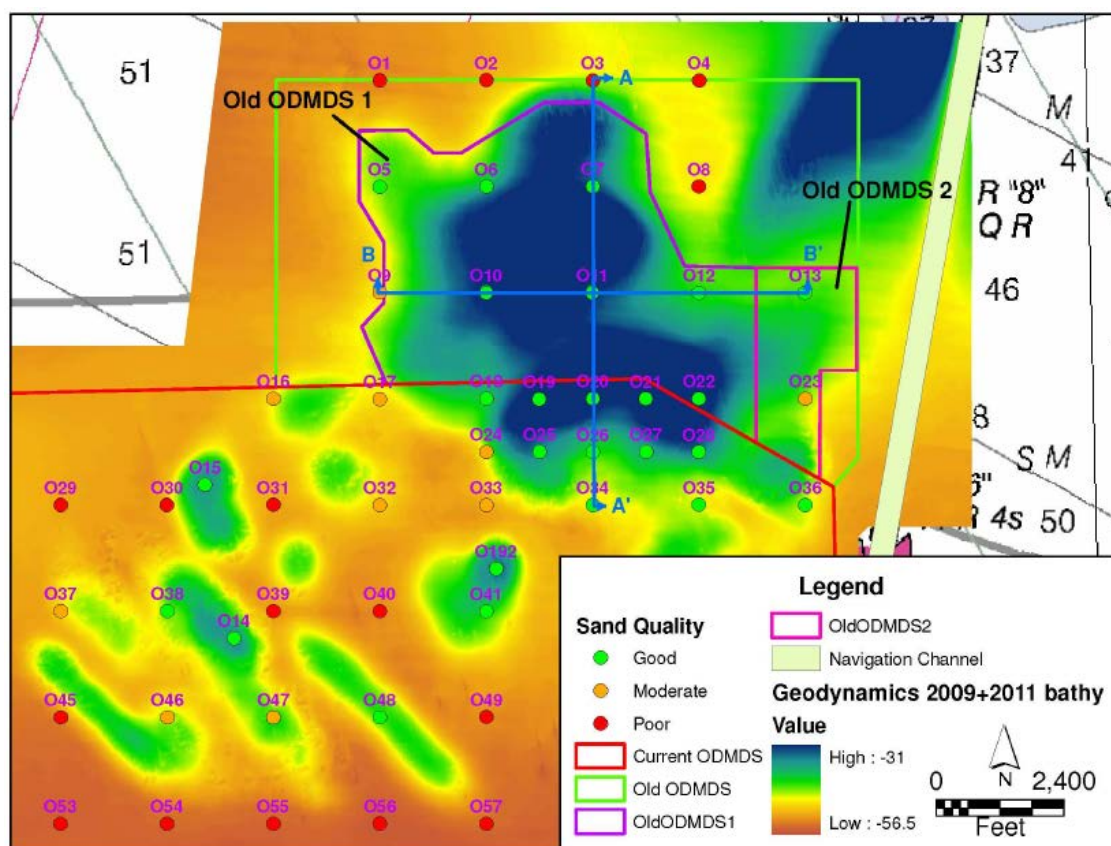 51
37
M
41
O1 O2 O3 O4
A
Old ODMDS 1
O5 O6 O7 O8
Old ODMDS 2
R "8"
Q R
51
B B'
O9 O10 O11 O12 O13
46
O16 O17 O18 O19 O20 O21 O22 O23
8
O24 O25 O26 O27 O28
S M
O15
6"
O29 O30 O31 O32 O33 O34 A' O35 O36
R 4s 50
O192
O37 O38 O39 O40 O41
O14
O45 O46 O47 O48 O49
O53 O54 O55 O56 O57
Legend
Sand Quality
Good
Moderate
Poor
Current ODMDS
Old ODMDS
OldODMDS1
OldODMDS2
Navigation Channel
Geodynamics 2009+2011 bathy
Value
High : -31
Low : -56.5
N
0 2,400
Feet